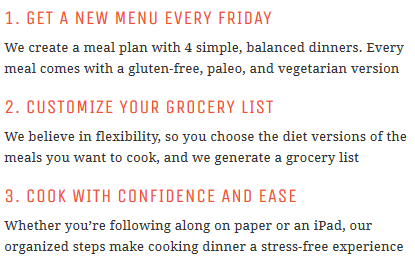 1. GET A NEW MENU EVERY FRIDAY
We create a meal plan with 4 simple, balanced dinners. Every
meal comes with a gluten-free, paleo, and vegetarian version
2. CUSTOMIZE YOUR GROCERY LIST
We believe in flexibility, so you choose the diet versions of the
meals you want to cook, and we generate a grocery list
3. COOK WITH CONFIDENCE AND EASE
Whether you’re following along on paper or an iPad, our
organized steps make cooking dinner a stress-free experience